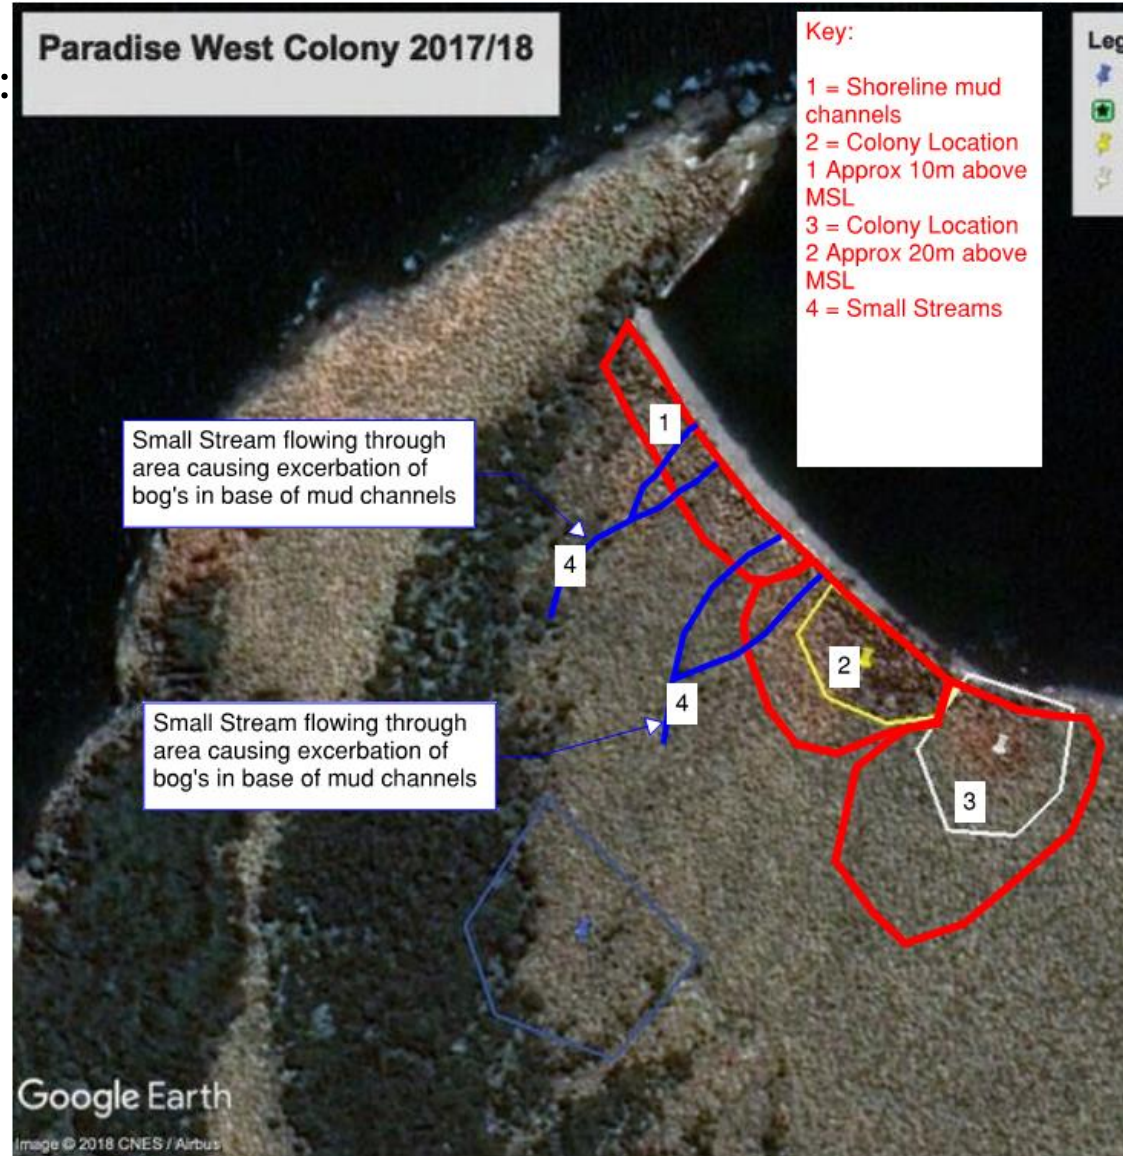 Paradise West Colony 2017/18
:
Key:
1 = Shoreline mud
channels
2 = Colony Location
1 Approx 10m above
MSL
3 = Colony Location
2 Approx 20m above
MSL
4 = Small Streams
Leg
1
Small Stream flowing through
area causing excerbation of
bog's in base of mud channels
4
2
4
Small Stream flowing through
area causing excerbation of
bog's in base of mud channels
3
Google Earth
Image © 2018 CNES / Airbus